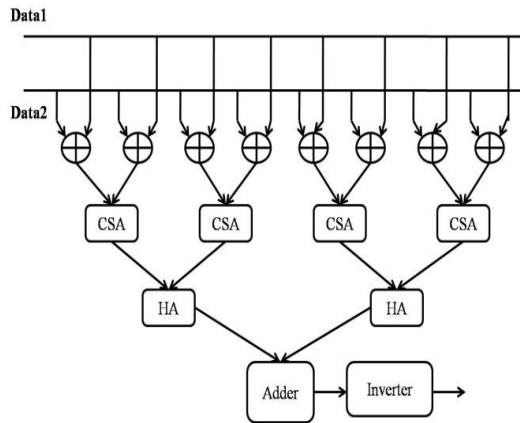 Data1
Data2
CSA CSA CSA CSA
HA HA
Adder Inverter